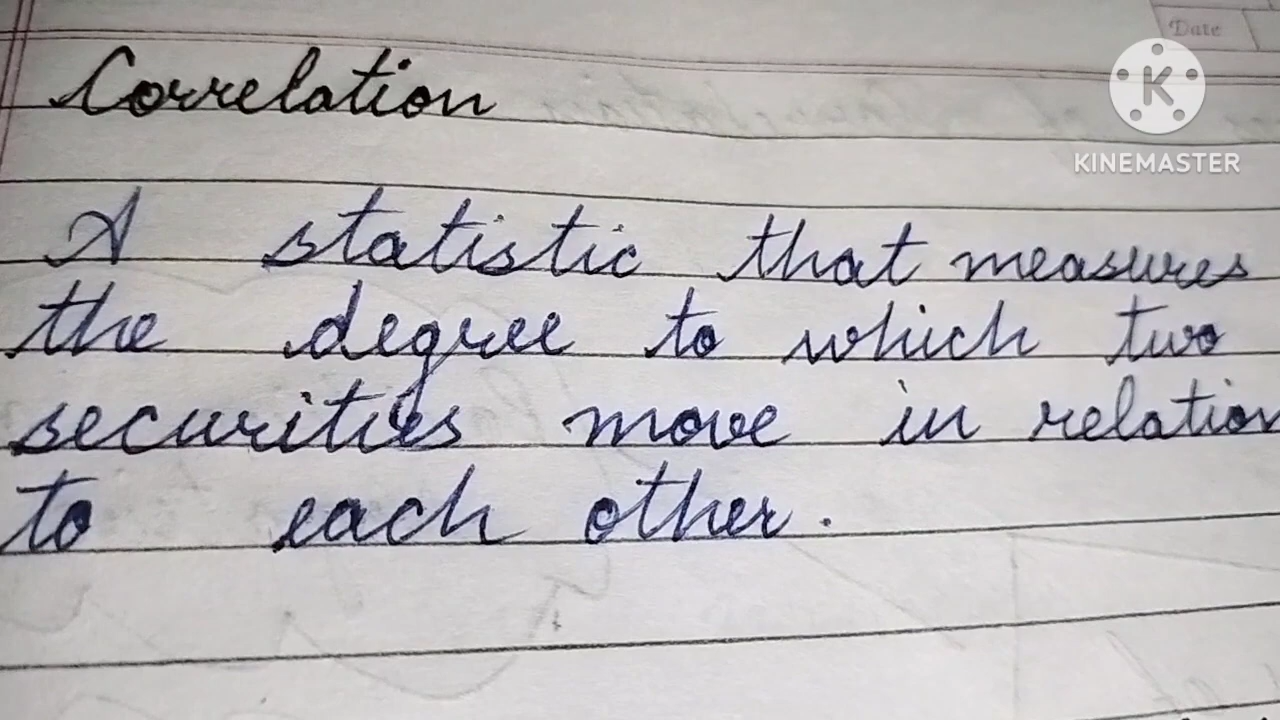 Date
K
KINEMASTER
Correlation
A statistic that measures
the degree to which two
securities move in relation
to each other.